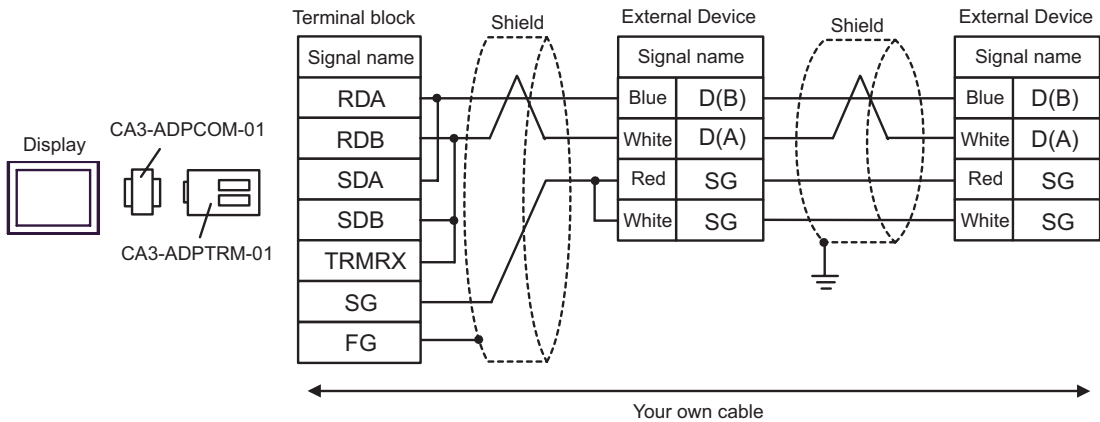 Terminal block
Shield
External Device
Shield
External Device
Signal name
Signal name
Signal name
RDA
Blue D(B)
Blue D(B)
CA3-ADPCOM-01
RDB
White D(A)
White D(A)
Display
SDA
Red SG
Red SG
SDB
White SG
White SG
CA3-ADPTRM-01
TRMRX
SG
FG
Your own cable